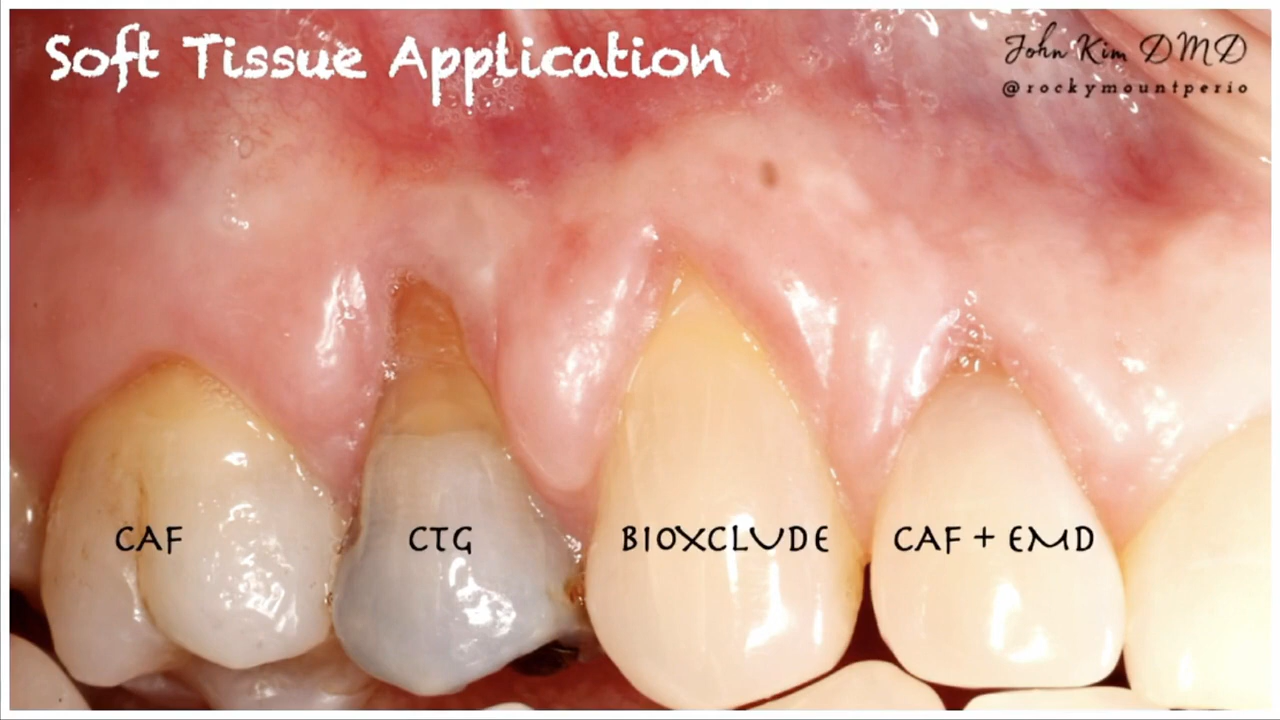 Soft Tissue Application
John Kim DMD
@rockymountperio
CAF
CTG
BIOXCLUDE
CAF + EMD